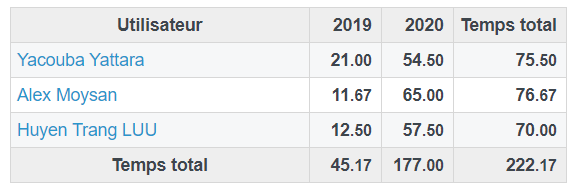 Utilisateur 2019 2020 Temps total
Yacouba Yattara 21.00 54.50 75.50
Alex Moysan 11.67 65.00 76.67
Huyen Trang LUU 12.50 57.50 70.00
Temps total 45.17 177.00 222.17